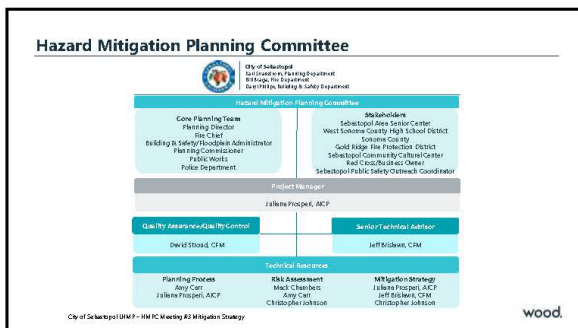 Hazard Mitigation Planning Committee
City of Sebastopol
Kari Svanstrom, Planning Department
Bill Braga, Fire Department
Daryl Phillips, Building & Safety Department
Hazard Mitigation Planning Committee
Core Planning Team
Planning Director
Fire Chief
Building & Safety/Floodplain Administrator
Planning Commissioner
Public Works
Police Department
Stakeholders
Sebastopol Area Senior Center
West Sonoma County High School District
Sonoma County
Gold Ridge Fire Protection District
Sebastopol Community Cultural Center
Red Cross/Business Owner
Sebastopol Public Safety Outreach Coordinator
Project Manager
Juliana Prosperi, AICP
Quality Assurance/Quality Control
David Stroud, CFM
Senior Technical Advisor
Jeff Brislawn, CFM
Technical Resources
Planning Process
Amy Carr
Juliana Prosperi, AICP
Risk Assessment
Mack Chambers
Amy Carr
Christopher Johnson
Mitigation Strategy
Juliana Prosperi, AICP
Jeff Brislawn, CFM
Christopher Johnson
City of Sebastopol LHMP – HMPC Meeting #3 Mitigation Strategy
wood.